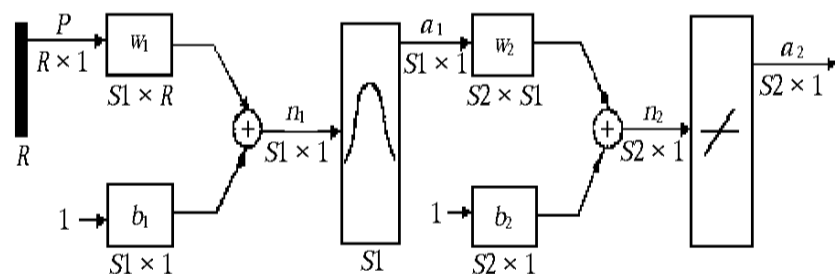 P
R × 1
R
w₁
S1 × R
1
b₁
S1 × 1
+
n₁
S1 × 1
S1
a₁
S1 × 1
w₂
S2 × S1
1
b₂
S2 × 1
+
n₂
S2 × 1
a₂
S2 × 1